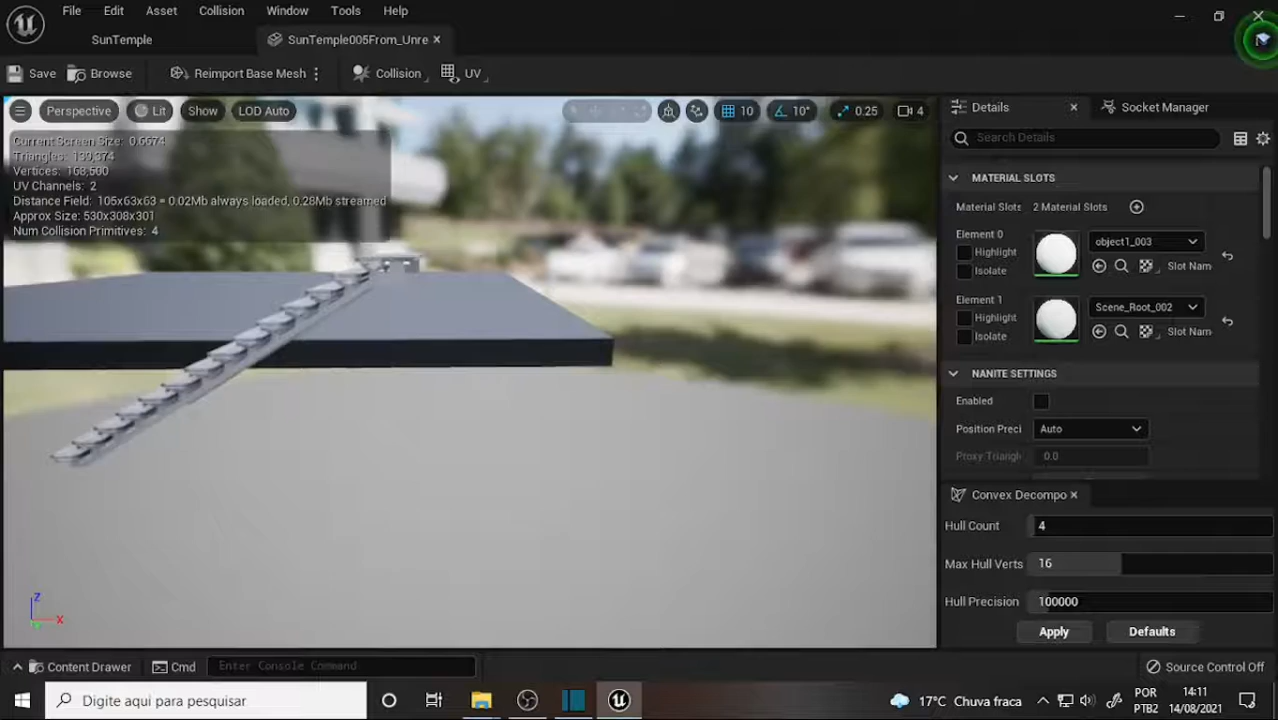 File Edit Asset Collision Window Tools Help
SunTemple
SunTemple005From_Unre
Save Browse Reimport Base Mesh Collision UV
Perspective Lit Show LOD Auto 10 10° 0.25 4
Current Screen Size: 0.6674
Triangles: 139,374
Vertices: 168,500
UV Channels: 2
Distance Field: 105x63x63 = 0.02Mb always loaded, 0.28Mb streamed
Approx Size: 530x308x301
Num Collision Primitives: 4
Details Socket Manager
Search Details
MATERIAL SLOTS
Material Slots 2 Material Slots
Element 0 object1_003
Highlight
Isolate Slot Nam
Element 1 Scene_Root_002
Highlight
Isolate Slot Nam
NANITE SETTINGS
Enabled
Position Preci Auto
Proxy Triangl 0.0
Convex Decompo
Hull Count 4
Max Hull Verts 16
Hull Precision 100000
Apply Defaults
Z
X
Content Drawer Cmd Enter Console Command Source Control Off
Digite aqui para pesquisar 17°C Chuva fraca
POR 14:11
PTB2 14/08/2021